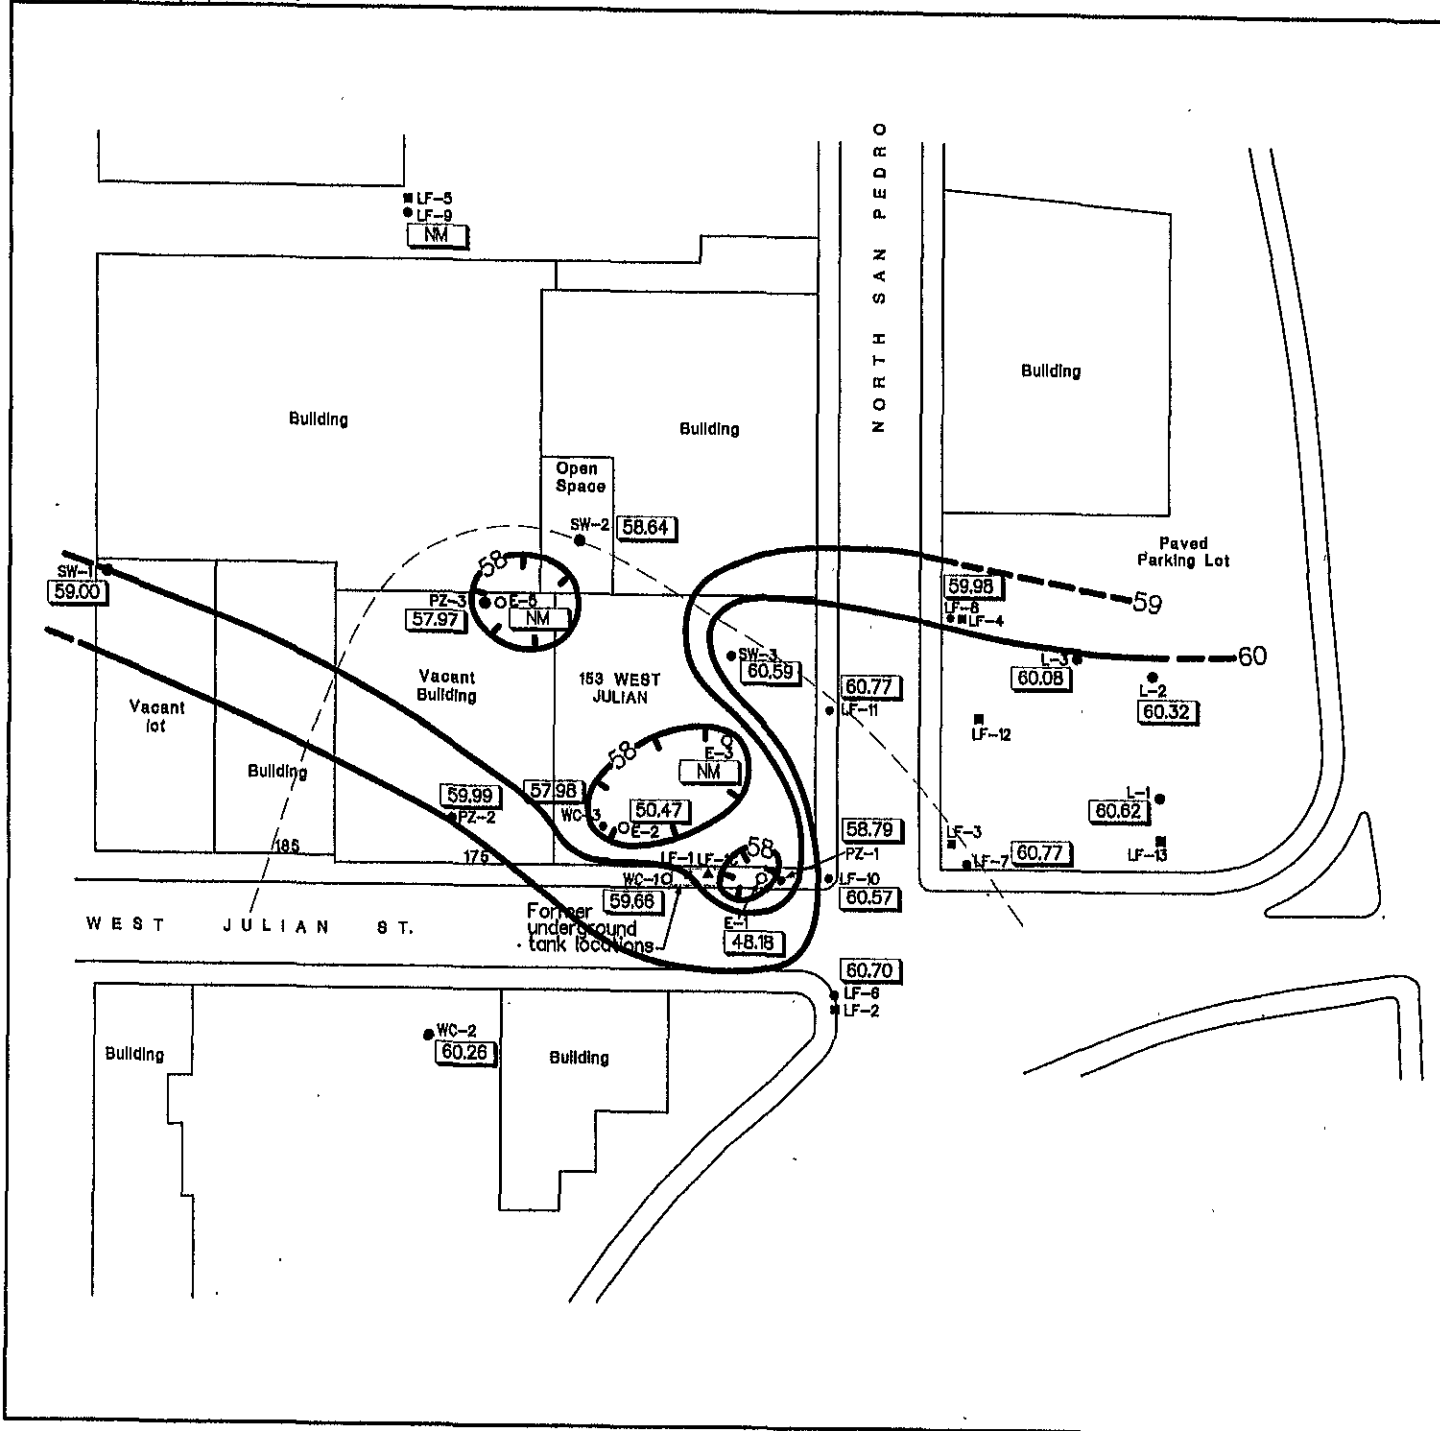 NORTH SAN PEDRO
LF-5
LF-9
NM
Building
Building
Building
Open
Space
SW-2
58.64
Paved
Parking Lot
SW-1
59.00
58
PZ-3
E-6
57.97
NM
59.98
LF-8
LF-4
59
60
L-3
60.08
L-2
60.32
SW-3
60.59
60.77
LF-11
LF-12
Vacant
Building
153 WEST
JULIAN
Vacant
lot
Building
58
E-3
NM
59.99
PZ-2
57.98
WC-3
50.47
E-2
L-1
60.62
58.79
PZ-1
LF-3
LF-7
60.77
LF-13
185
175
LF-1
58
WC-1
59.66
LF-10
60.57
E-1
48.18
Former
underground
tank locations
WEST JULIAN ST.
60.70
LF-6
LF-2
WC-2
60.26
Building
Building